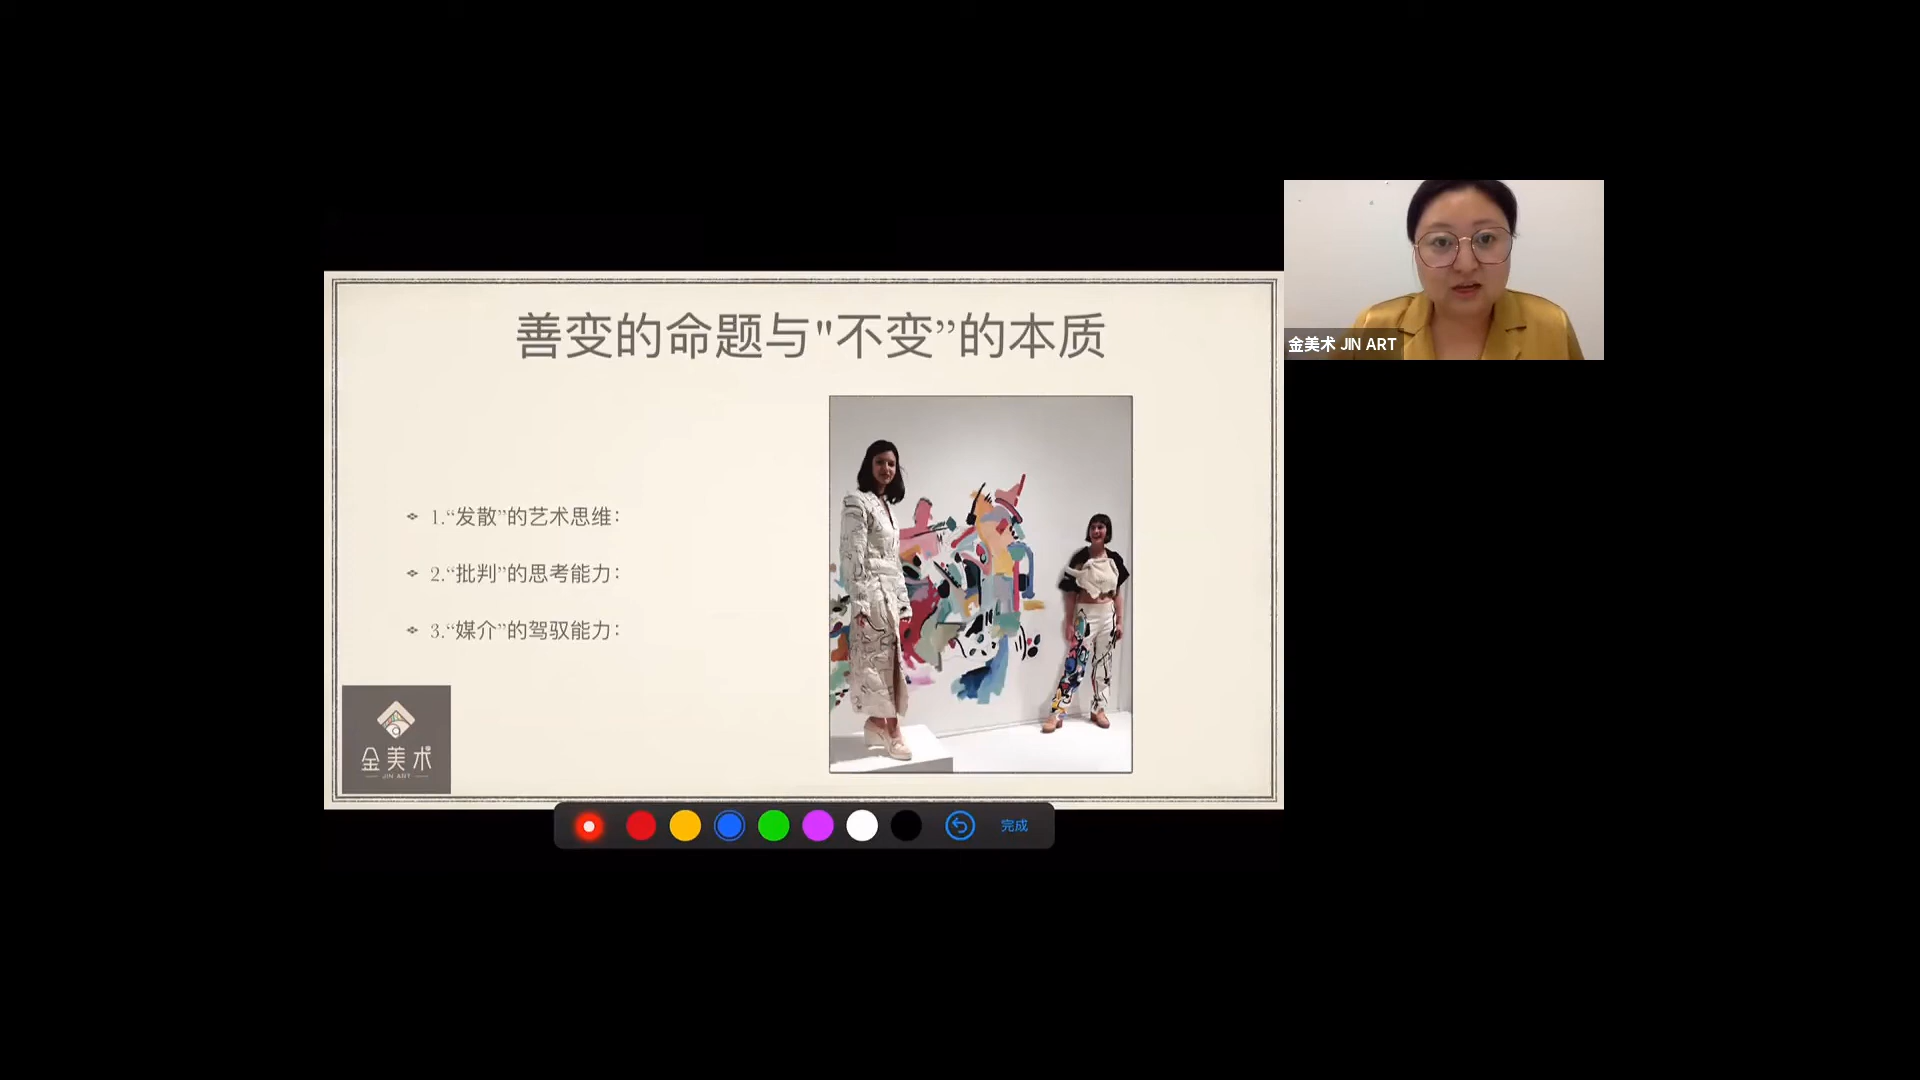 善变的命题与"不变”的本质
1.“发散”的艺术思维：
2.“批判”的思考能力：
3.“媒介”的驾驭能力：
金美术
JIN ART
完成
金美术 JIN ART